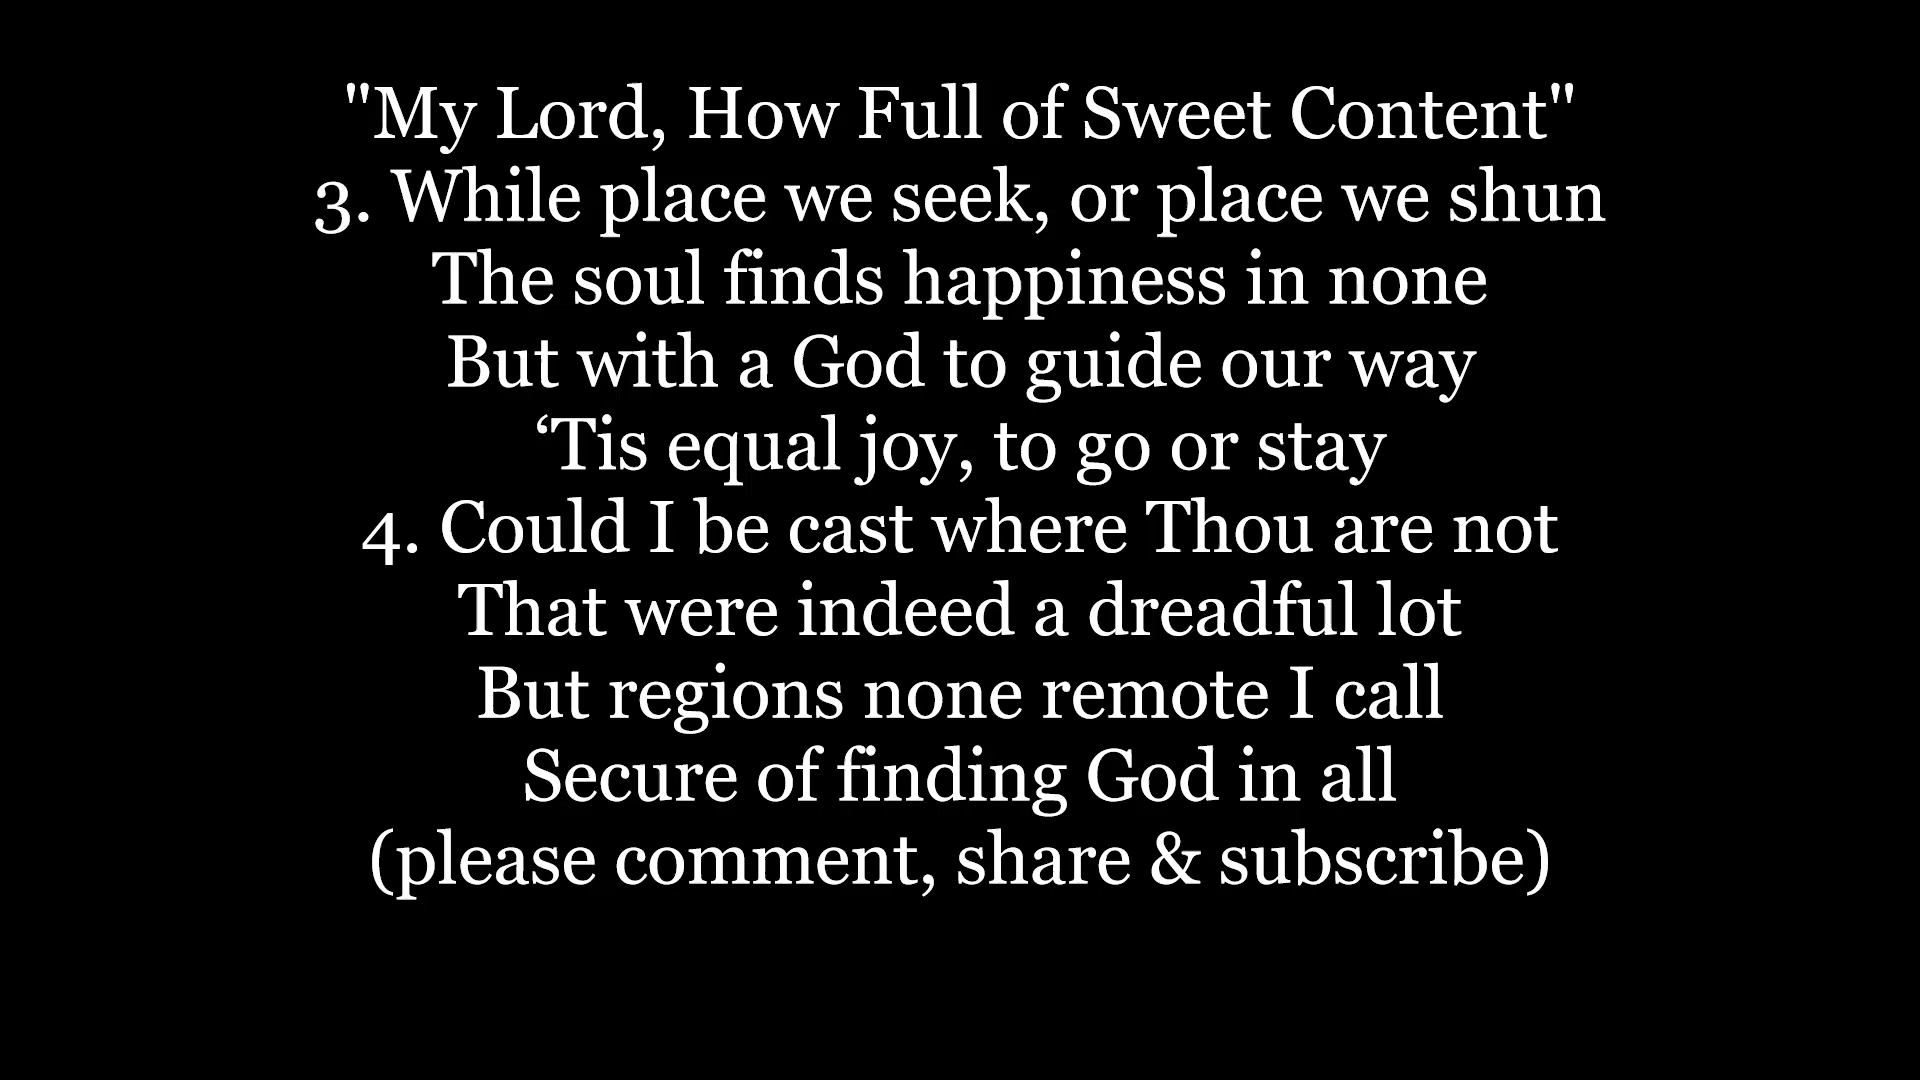 "My Lord, How Full of Sweet Content"
3. While place we seek, or place we shun
The soul finds happiness in none
But with a God to guide our way
‘Tis equal joy, to go or stay
4. Could I be cast where Thou are not
That were indeed a dreadful lot
But regions none remote I call
Secure of finding God in all
(please comment, share & subscribe)